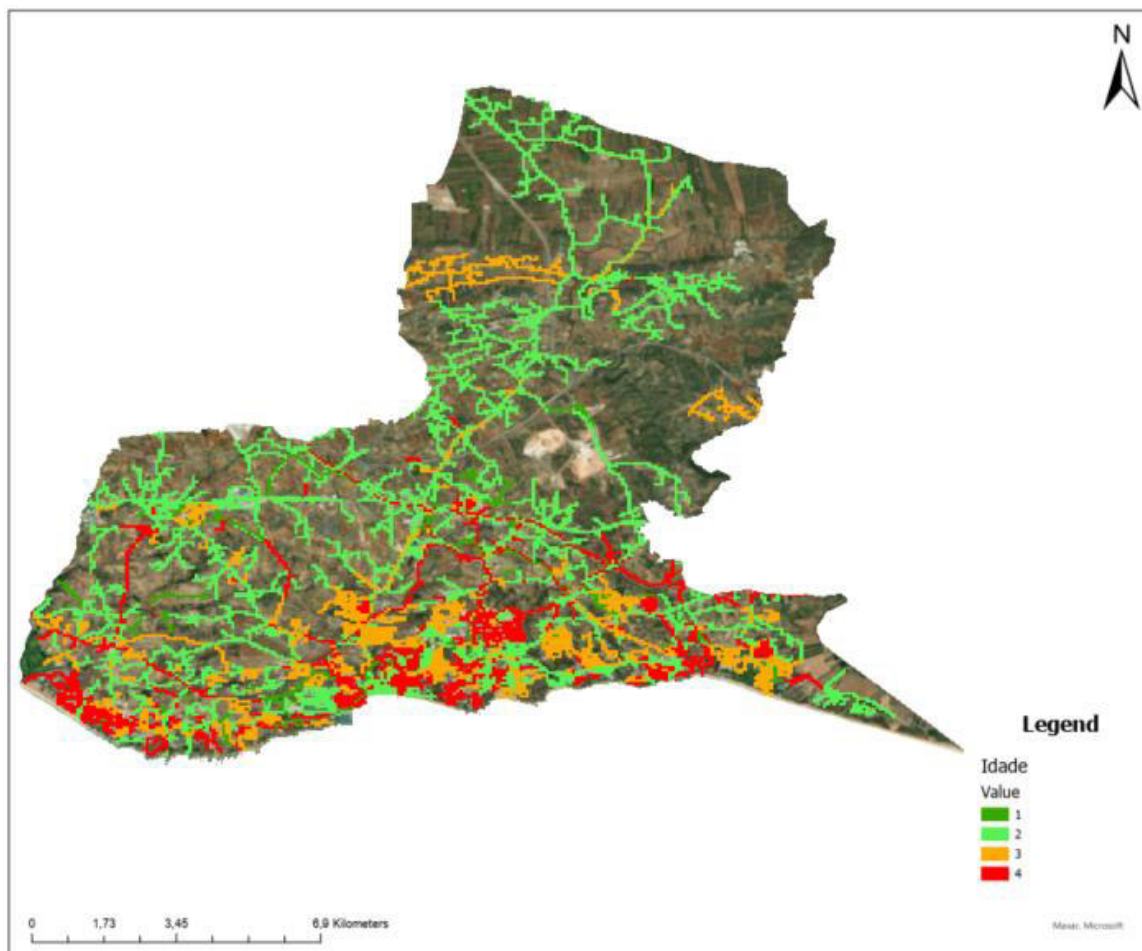 N
Legend
Idade
Value
1
2
3
4
0 1,73 3,45 6,9 Kilometers
Maxar, Microsoft